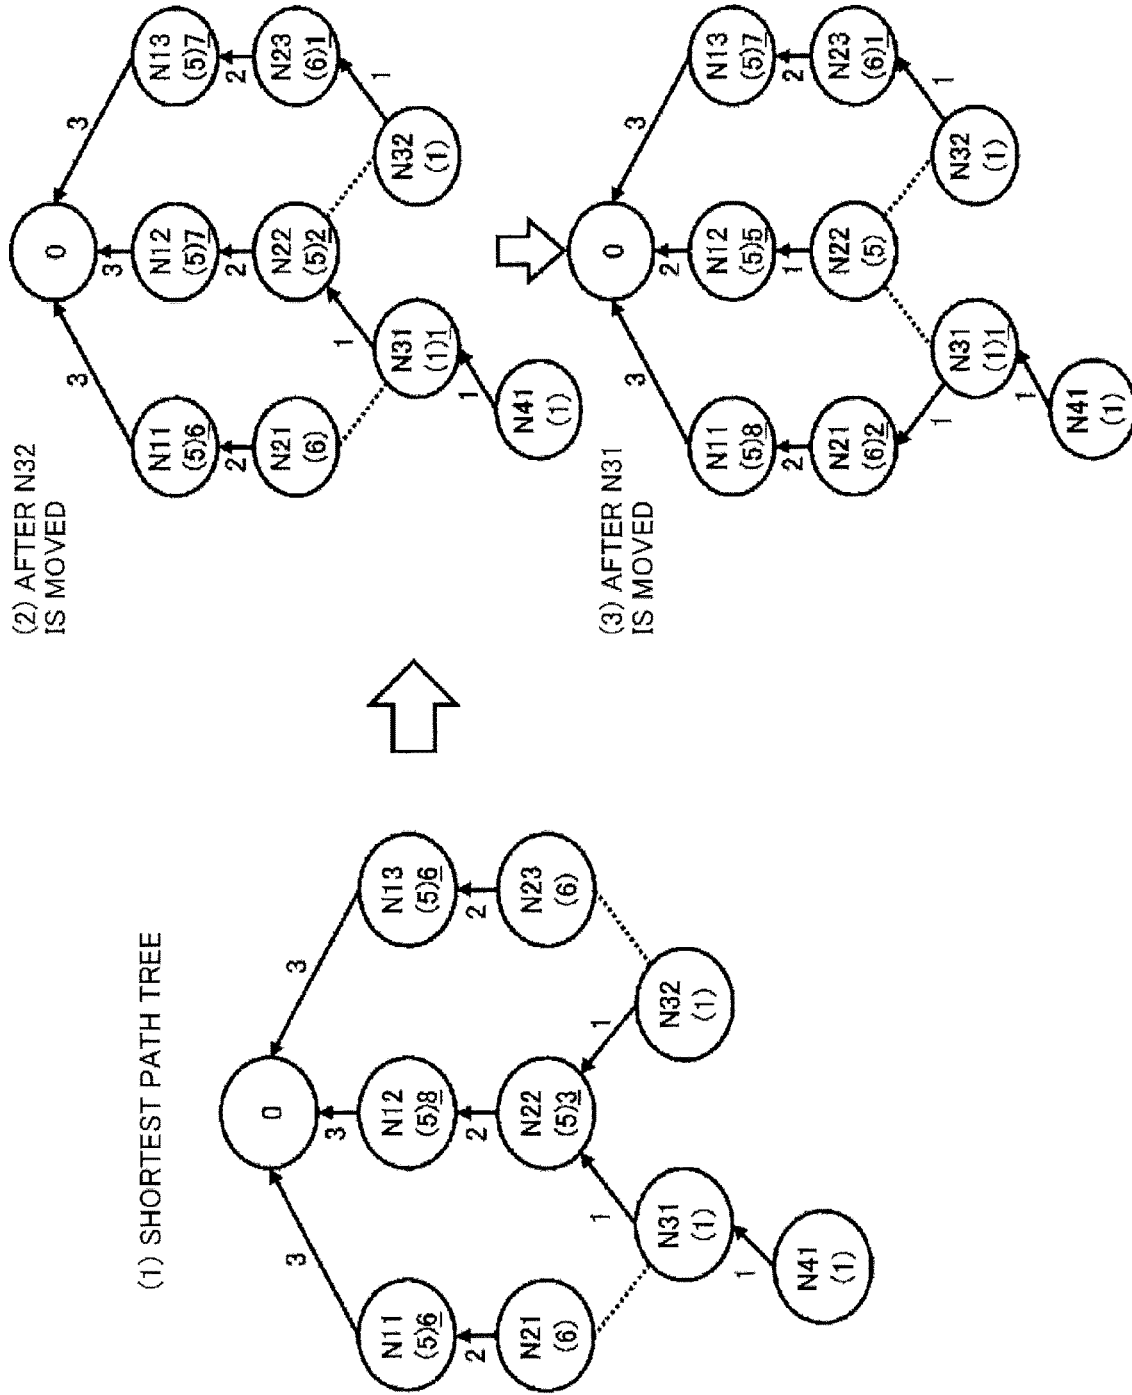 (1) SHORTEST PATH TREE
0
3
3
3
N11
(5)6
N12
(5)8
N13
(5)6
2
2
2
N21
(6)
N22
(5)3
N23
(6)
1
1
N31
(1)
N32
(1)
1
N41
(1)
(2) AFTER N32
IS MOVED
0
3
3
3
N11
(5)6
N12
(5)7
N13
(5)7
2
2
2
N21
(6)
N22
(5)2
N23
(6)1
1
1
N31
(1)1
N32
(1)
1
N41
(1)
(3) AFTER N31
IS MOVED
0
3
2
3
N11
(5)8
N12
(5)5
N13
(5)7
2
1
2
N21
(6)2
N22
(5)
N23
(6)1
1
1
N31
(1)1
N32
(1)
1
N41
(1)